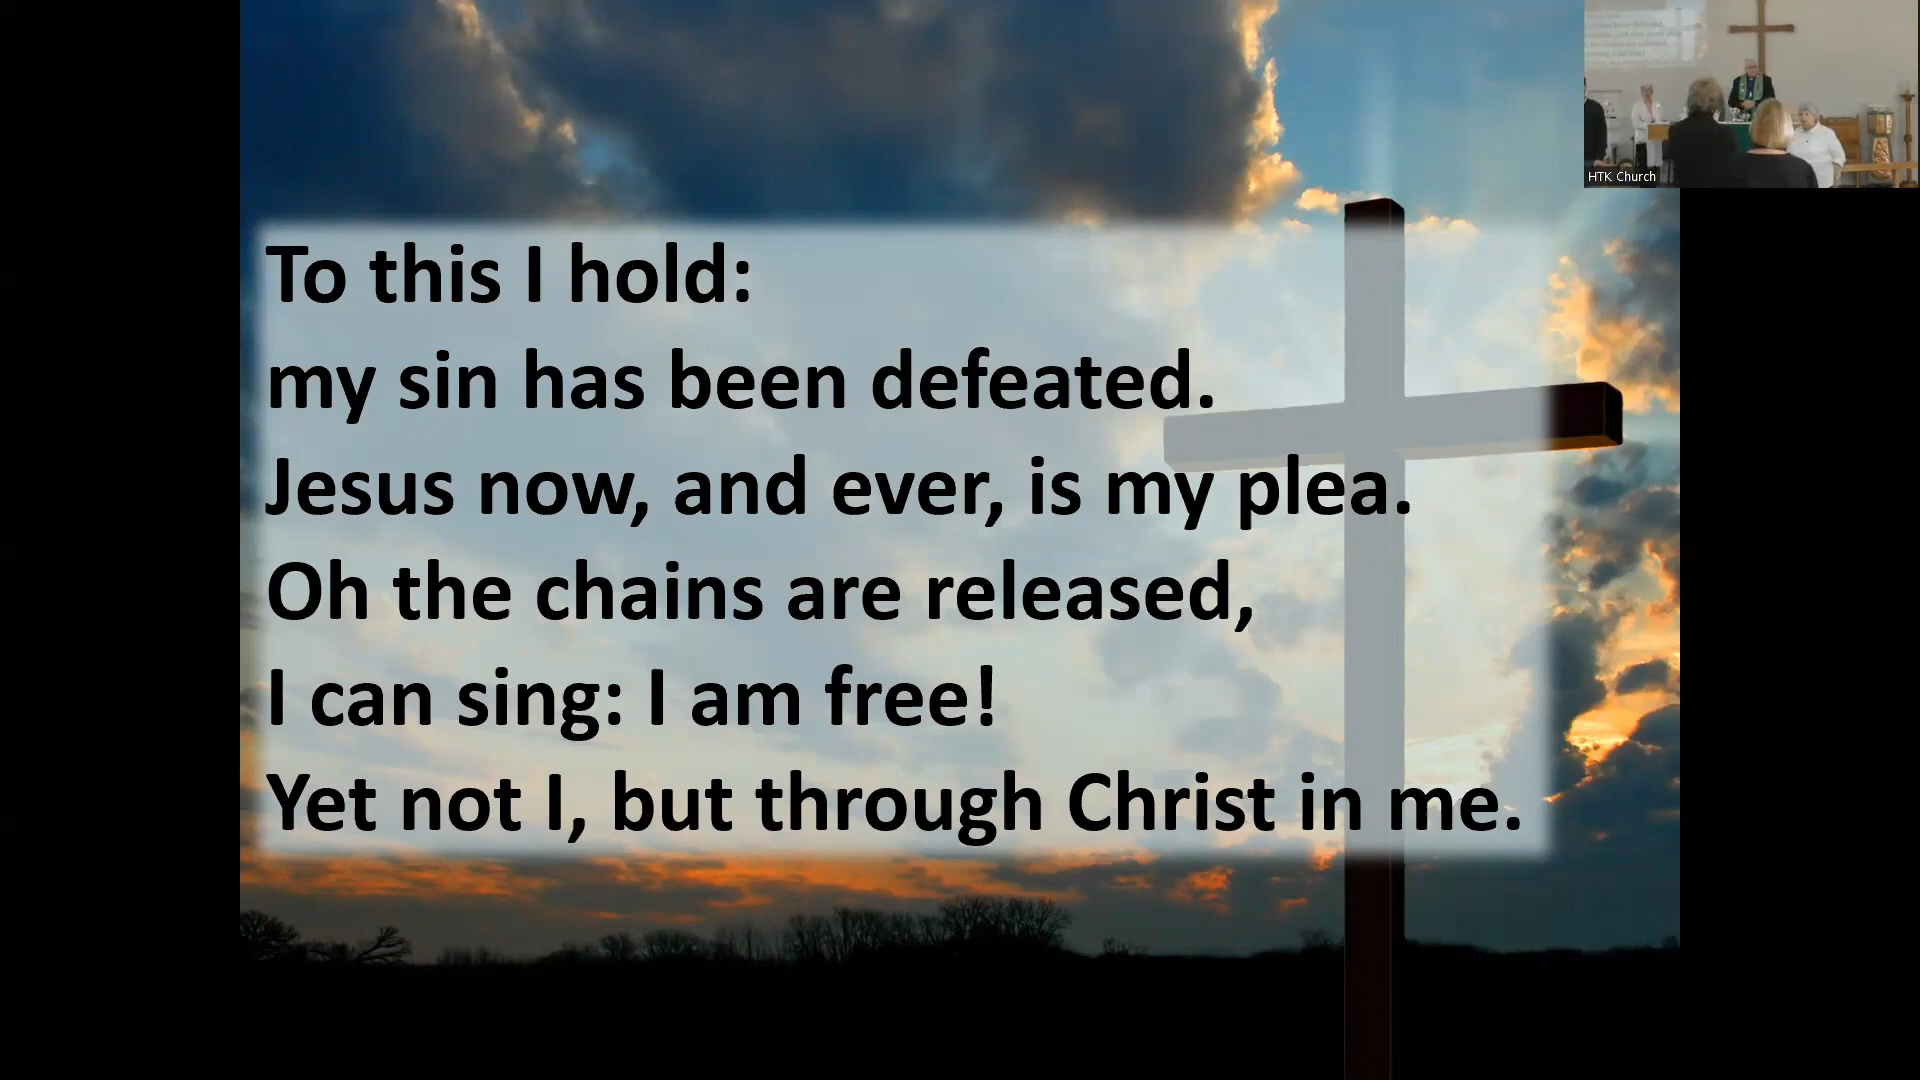 To this I hold:
my sin has been defeated.
Jesus now, and ever, is my plea.
Oh the chains are released,
I can sing: I am free!
Yet not I, but through Christ in me.
HTK Church